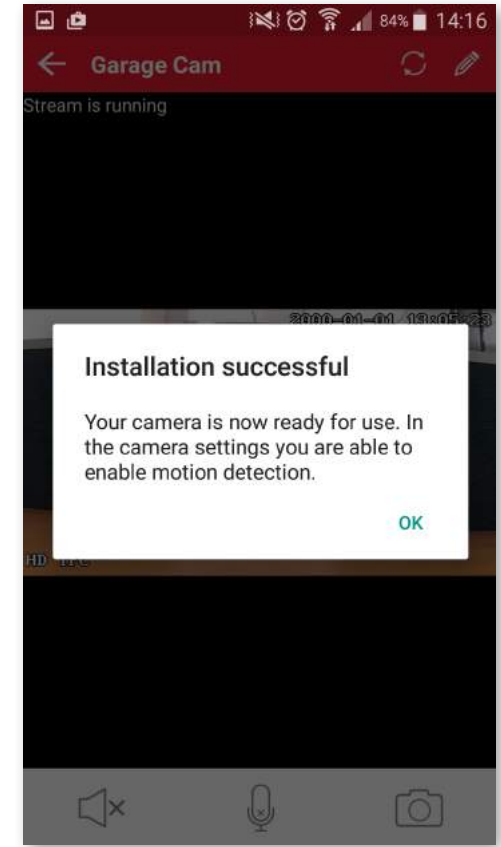 84% 14:16
Garage Cam
Stream is running
2000-01-01 13:05:23
Installation successful
Your camera is now ready for use. In
the camera settings you are able to
enable motion detection.
OK
HD IPC